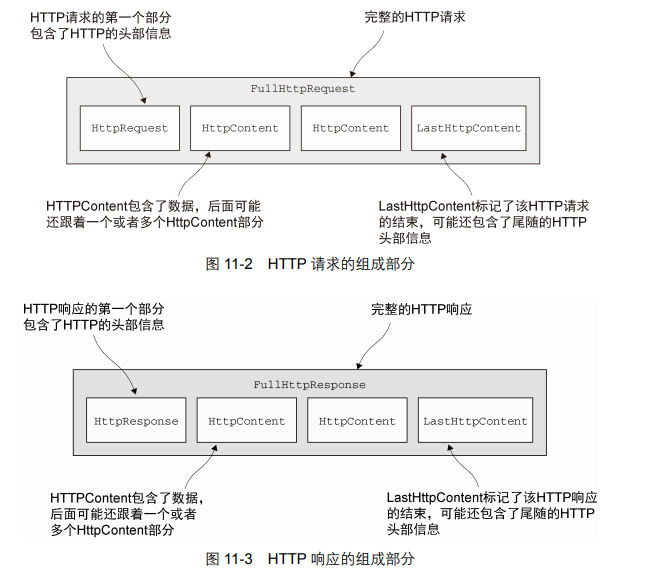 HTTP请求的第一个部分
包含了HTTP的头部信息
完整的HTTP请求
FullHttpRequest
HttpRequest
HttpContent
HttpContent
LastHttpContent
HTTPContent包含了数据，后面可能
还跟着一个或者多个HttpContent部分
LastHttpContent标记了该HTTP请求
的结束，可能还包含了尾随的HTTP
头部信息
图 11-2 HTTP 请求的组成部分
HTTP响应的第一个部分
包含了HTTP的头部信息
完整的HTTP响应
FullHttpResponse
HttpResponse
HttpContent
HttpContent
LastHttpContent
HTTPContent包含了数据，
后面可能还跟着一个或者
多个HttpContent部分
LastHttpContent标记了该HTTP响应
的结束，可能还包含了尾随的HTTP
头部信息
图 11-3 HTTP 响应的组成部分